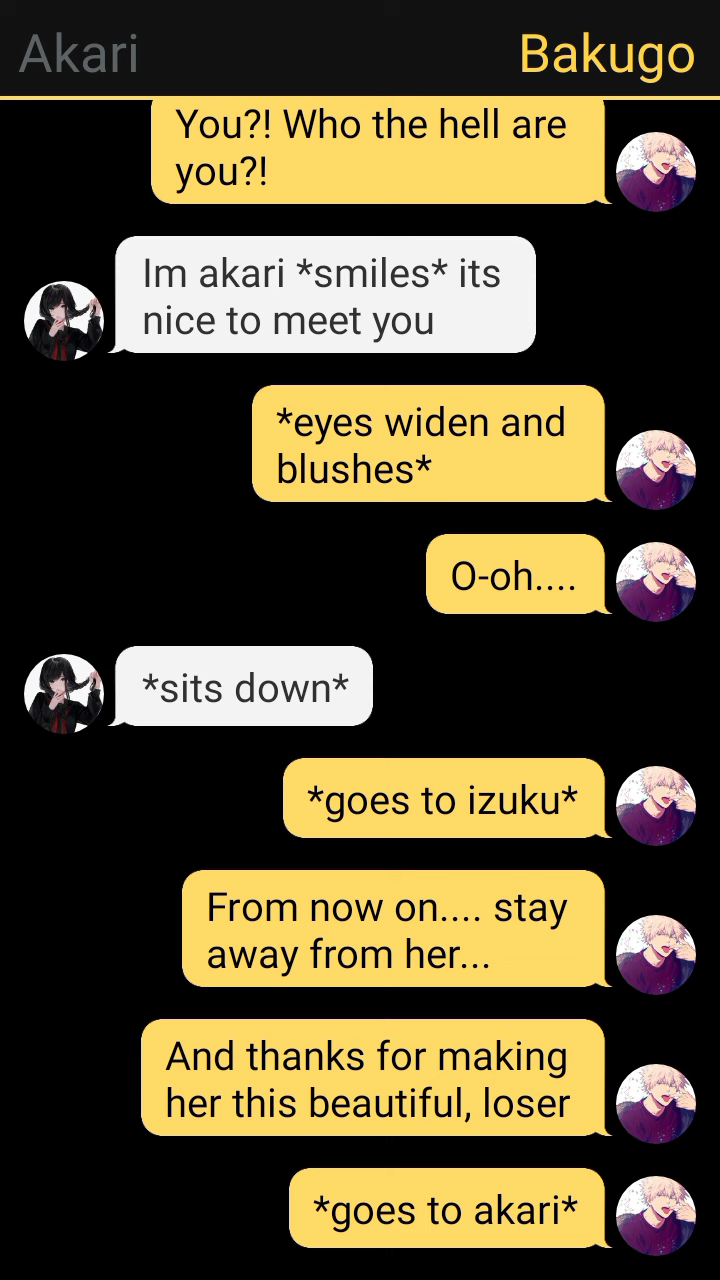 Akari
Bakugo
You?! Who the hell are
you?!
Im akari *smiles* its
nice to meet you
*eyes widen and
blushes*
O-oh....
*sits down*
*goes to izuku*
From now on.... stay
away from her...
And thanks for making
her this beautiful, loser
*goes to akari*